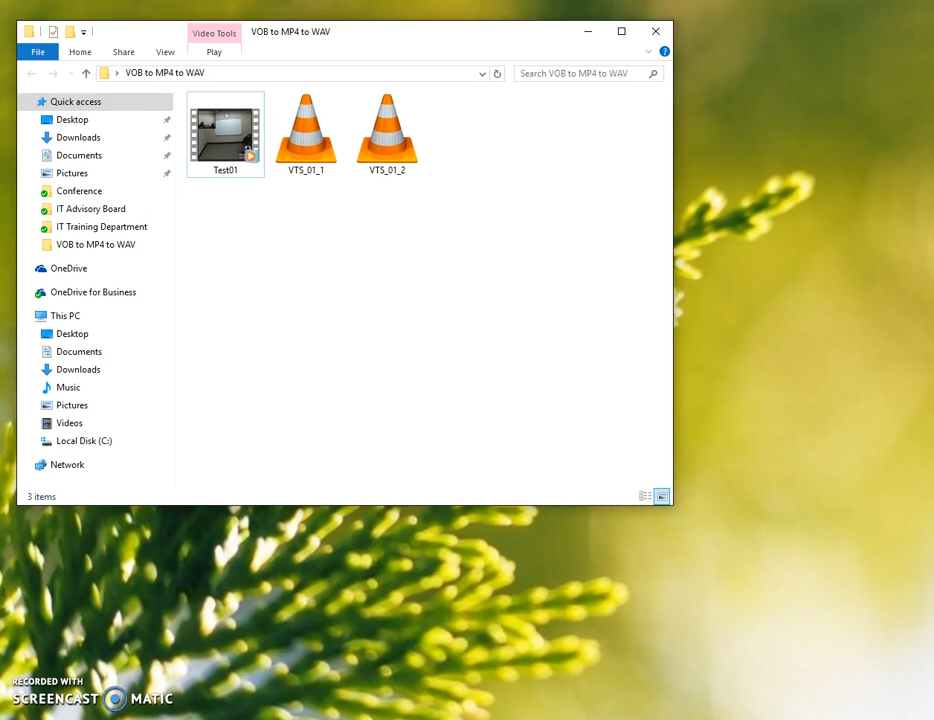 Video Tools
VOB to MP4 to WAV
File
Home
Share
View
Play
VOB to MP4 to WAV
Search VOB to MP4 to WAV
Quick access
Desktop
Downloads
Documents
Pictures
Conference
IT Advisory Board
IT Training Department
VOB to MP4 to WAV
OneDrive
OneDrive for Business
This PC
Desktop
Documents
Downloads
Music
Pictures
Videos
Local Disk (C:)
Network
Test01
VTS_01_1
VTS_01_2
3 items
RECORDED WITH
SCREENCAST MATIC